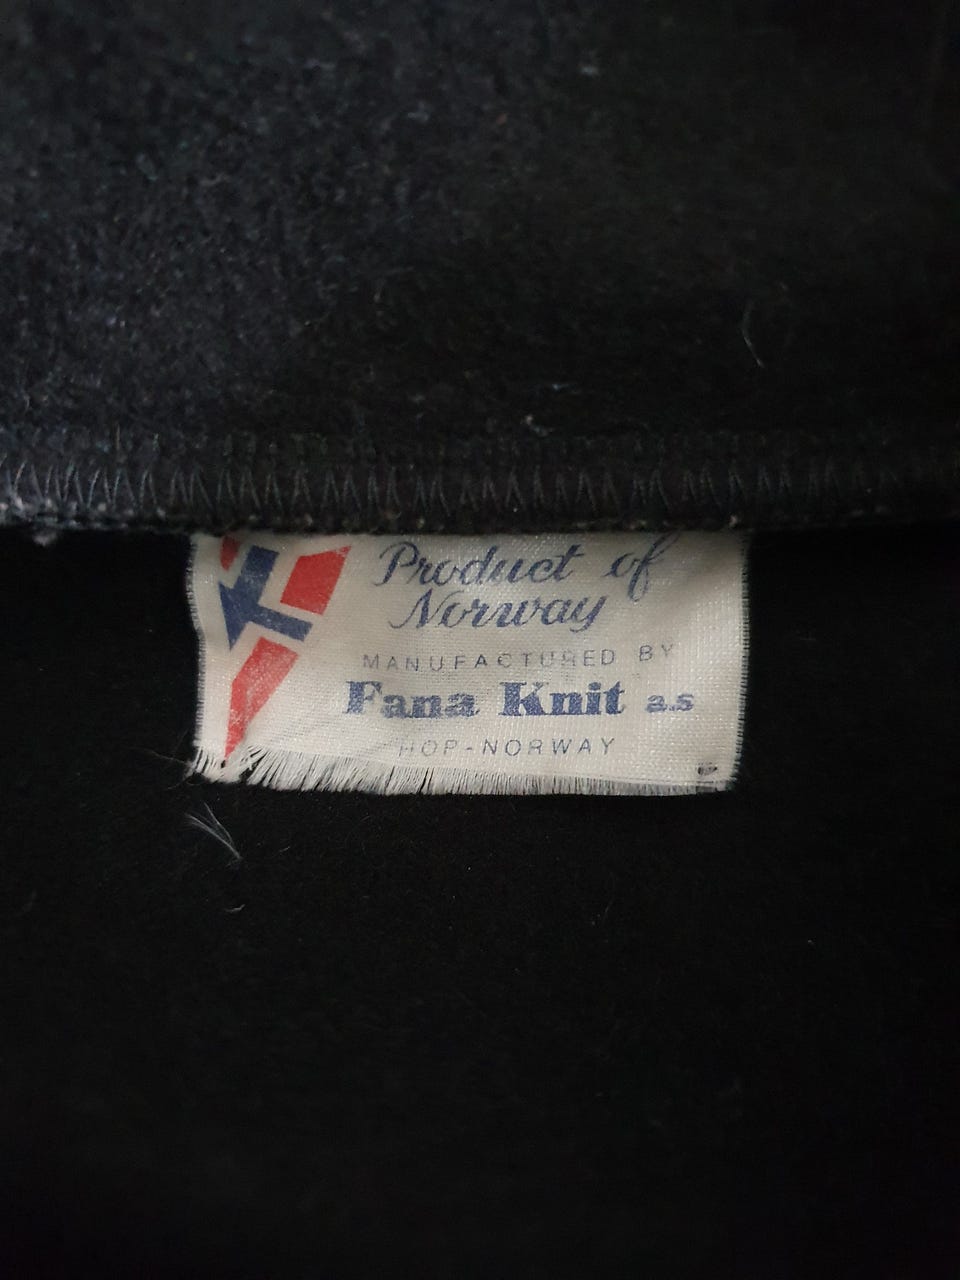 Product of
Norway
MANUFACTURED BY
Fana Knit a.s
HOP-NORWAY